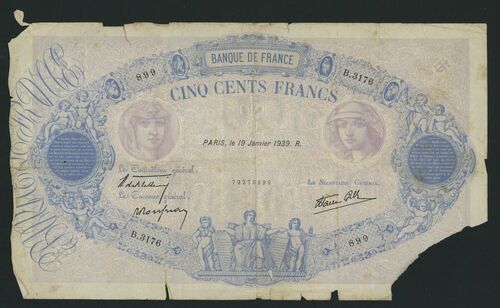 BANQUE DE FRANCE
899
B.3176
CINQ CENTS FRANCS
PARIS, le 19 Janvier 1939. R.
Le Contrôleur général,
79376899
LE SECRÉTAIRE GÉNÉRAL,
Le Caissier général,
B.3176
899